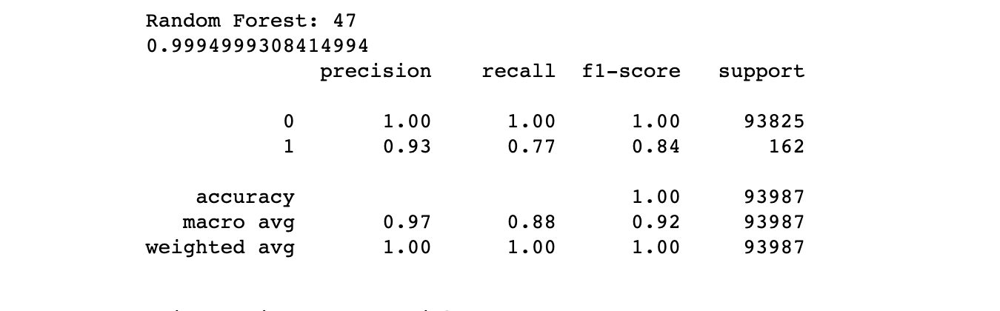 Random Forest: 47
0.9994999308414994
precision recall f1-score support
0 1.00 1.00 1.00 93825
1 0.93 0.77 0.84 162
accuracy 1.00 93987
macro avg 0.97 0.88 0.92 93987
weighted avg 1.00 1.00 1.00 93987